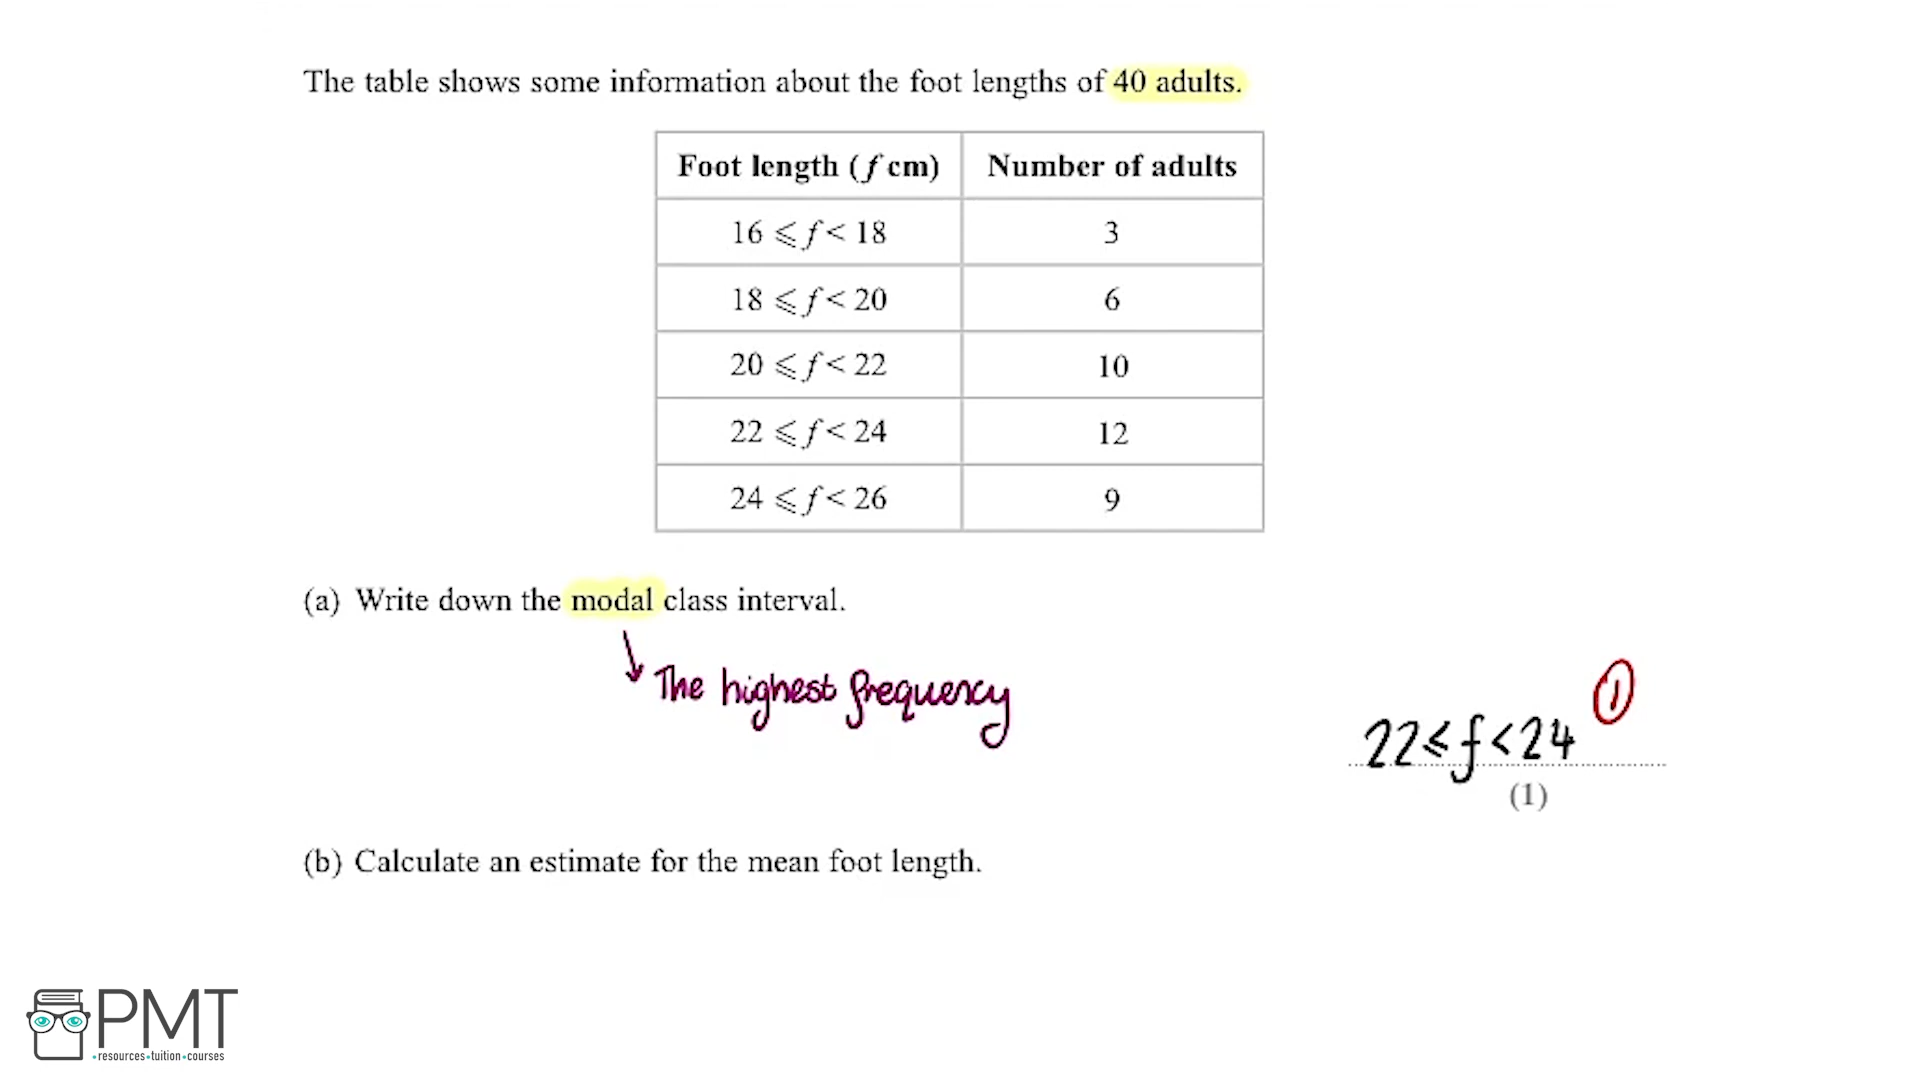 The table shows some information about the foot lengths of 40 adults.
Foot length (f cm) Number of adults
16 ⩽ f < 18 3
18 ⩽ f < 20 6
20 ⩽ f < 22 10
22 ⩽ f < 24 12
24 ⩽ f < 26 9
(a) Write down the modal class interval.
The highest frequency
1
22 ⩽ f < 24
(1)
(b) Calculate an estimate for the mean foot length.
PMT
•resources•tuition•courses